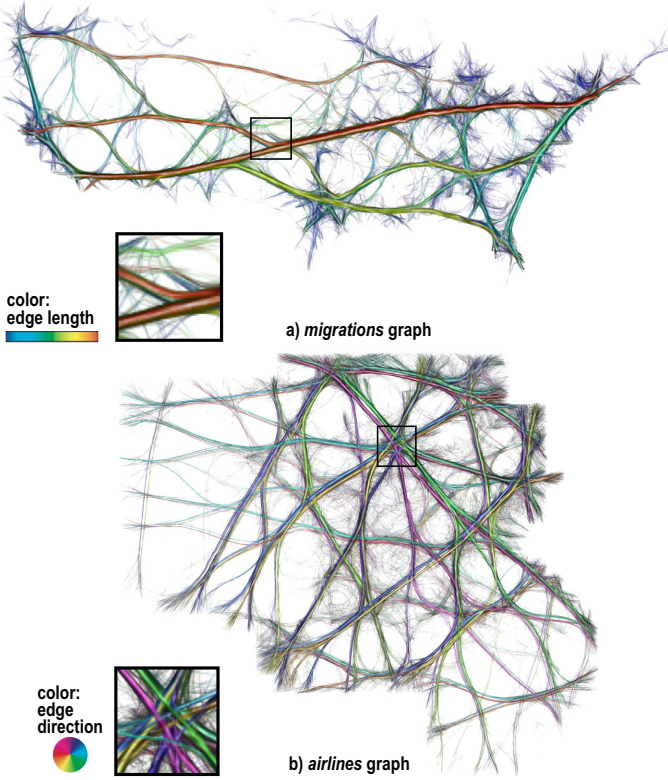 color:
edge length
a) migrations graph
color:
edge
direction
b) airlines graph